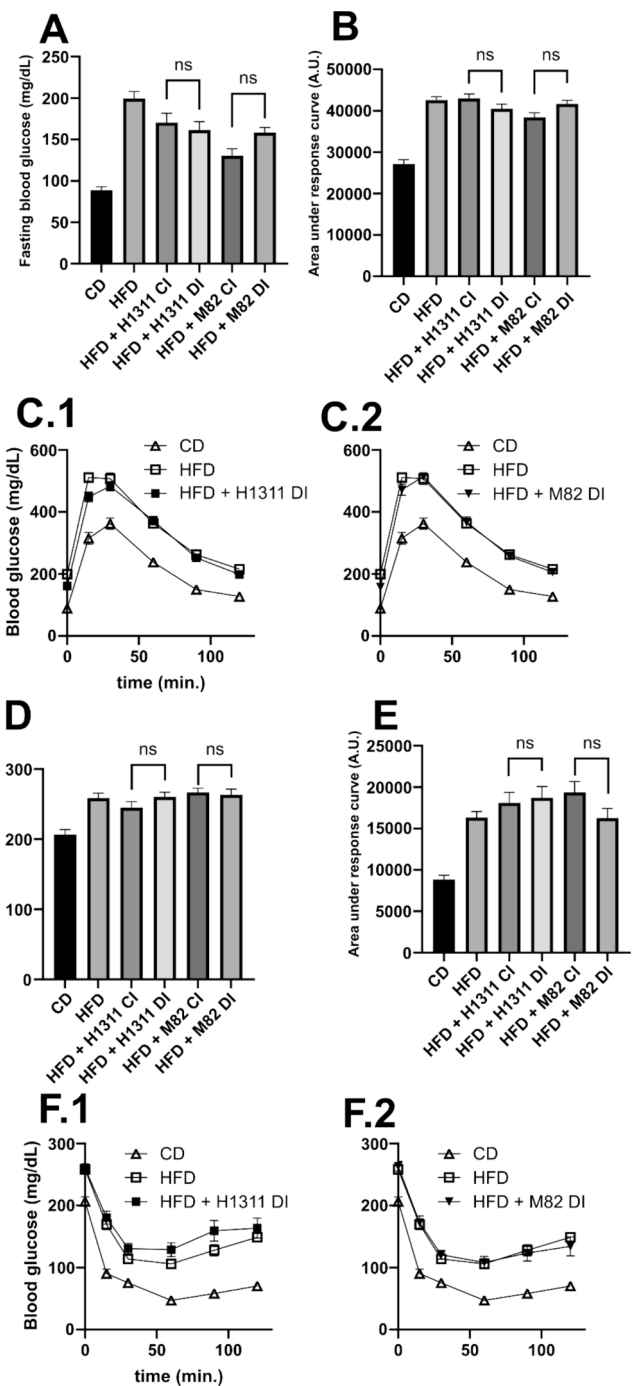 A
Fasting blood glucose (mg/dL)
250
200
150
100
50
0
ns
ns
CD
HFD
HFD + H1311 CI
HFD + H1311 DI
HFD + M82 CI
HFD + M82 DI
B
Area under response curve (A.U.)
50000
40000
30000
20000
10000
0
ns
ns
CD
HFD
HFD + H1311 CI
HFD + H1311 DI
HFD + M82 CI
HFD + M82 DI
C.1
Blood glucose (mg/dL)
600
400
200
0
CD
HFD
HFD + H1311 DI
0 50 100
time (min.)
C.2
600
400
200
0
CD
HFD
HFD + M82 DI
0 50 100
D
300
200
100
0
ns
ns
CD
HFD
HFD + H1311 CI
HFD + H1311 DI
HFD + M82 CI
HFD + M82 DI
E
Area under response curve (A.U.)
25000
20000
15000
10000
5000
0
ns
ns
CD
HFD
HFD + H1311 CI
HFD + H1311 DI
HFD + M82 CI
HFD + M82 DI
F.1
Blood glucose (mg/dL)
300
200
100
0
CD
HFD
HFD + H1311 DI
0 50 100
time (min.)
F.2
300
200
100
0
CD
HFD
HFD + M82 DI
0 50 100